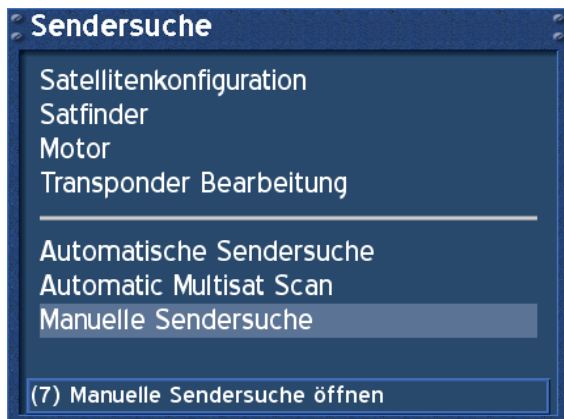 Sendersuche
Satellitenkonfiguration
Satfinder
Motor
Transponder Bearbeitung
Automatische Sendersuche
Automatic Multisat Scan
Manuelle Sendersuche
(7) Manuelle Sendersuche öffnen